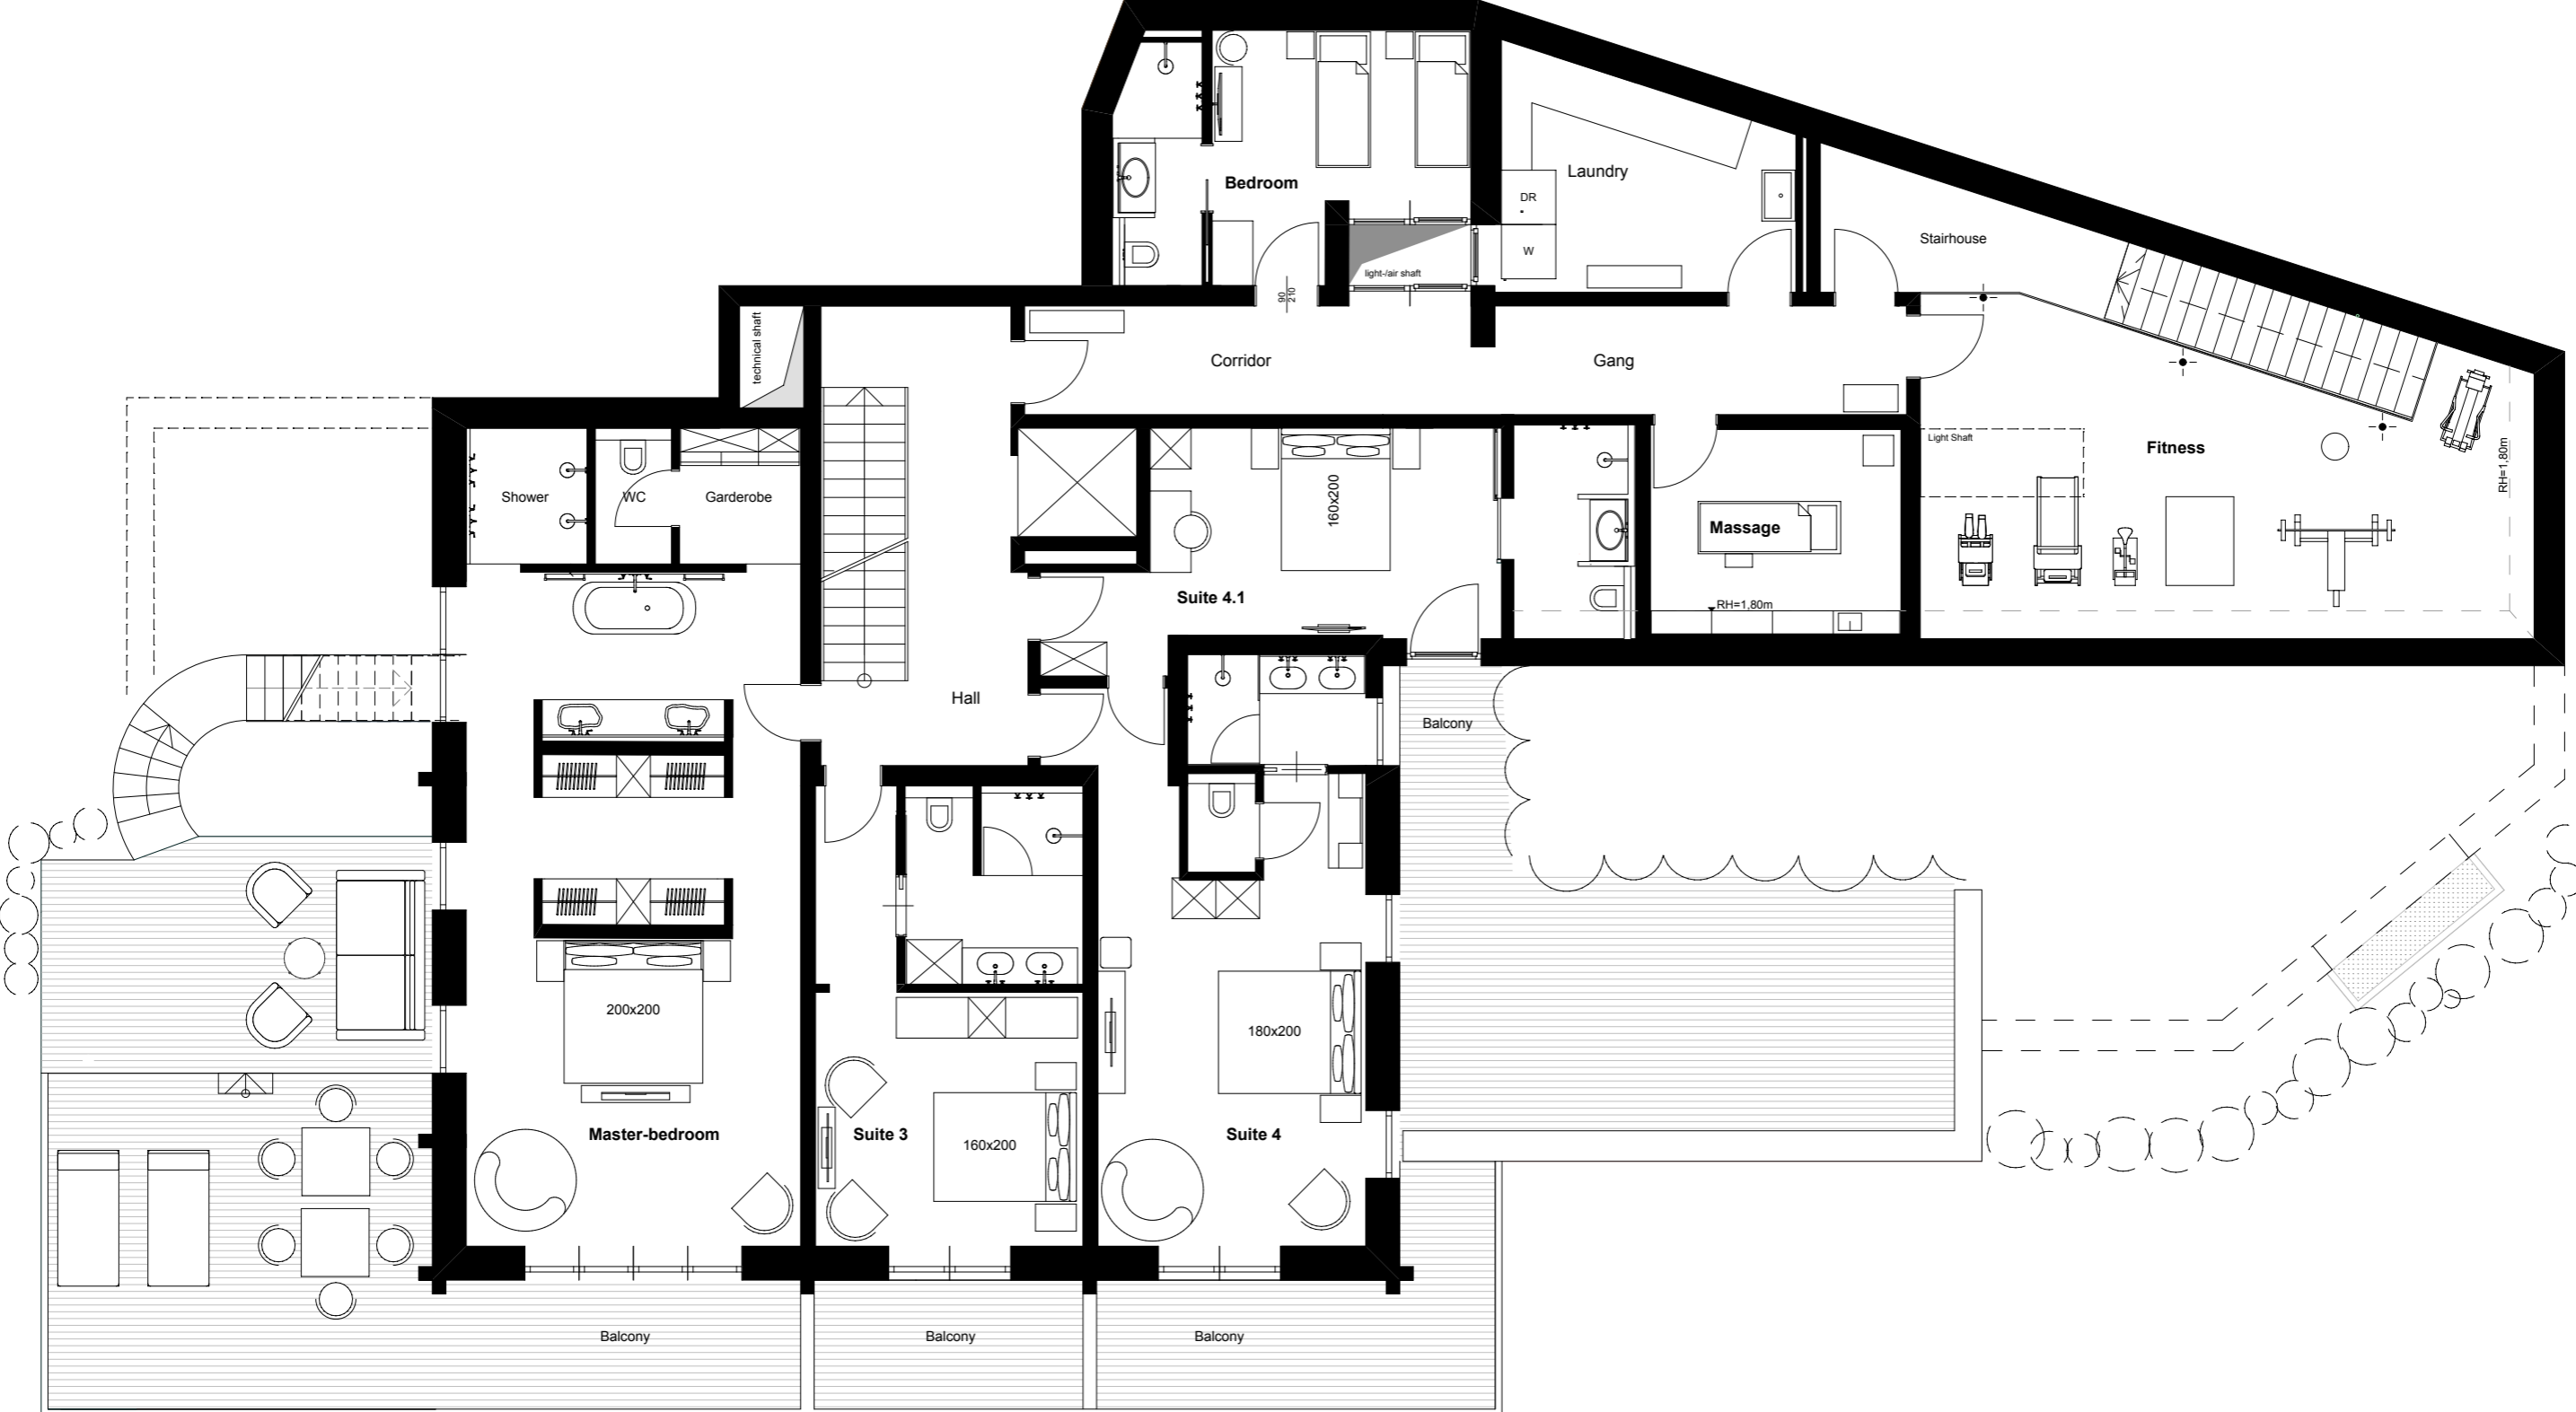 Bedroom
Laundry
DR
W
Stairhouse
light-/air shaft
90
210
technical shaft
Corridor
Gang
Shower
WC
Garderobe
160x200
Light Shaft
Fitness
RH=1,80m
Massage
RH=1,80m
Suite 4.1
Hall
Balcony
200x200
180x200
Master-bedroom
Suite 3
160x200
Suite 4
Balcony
Balcony
Balcony